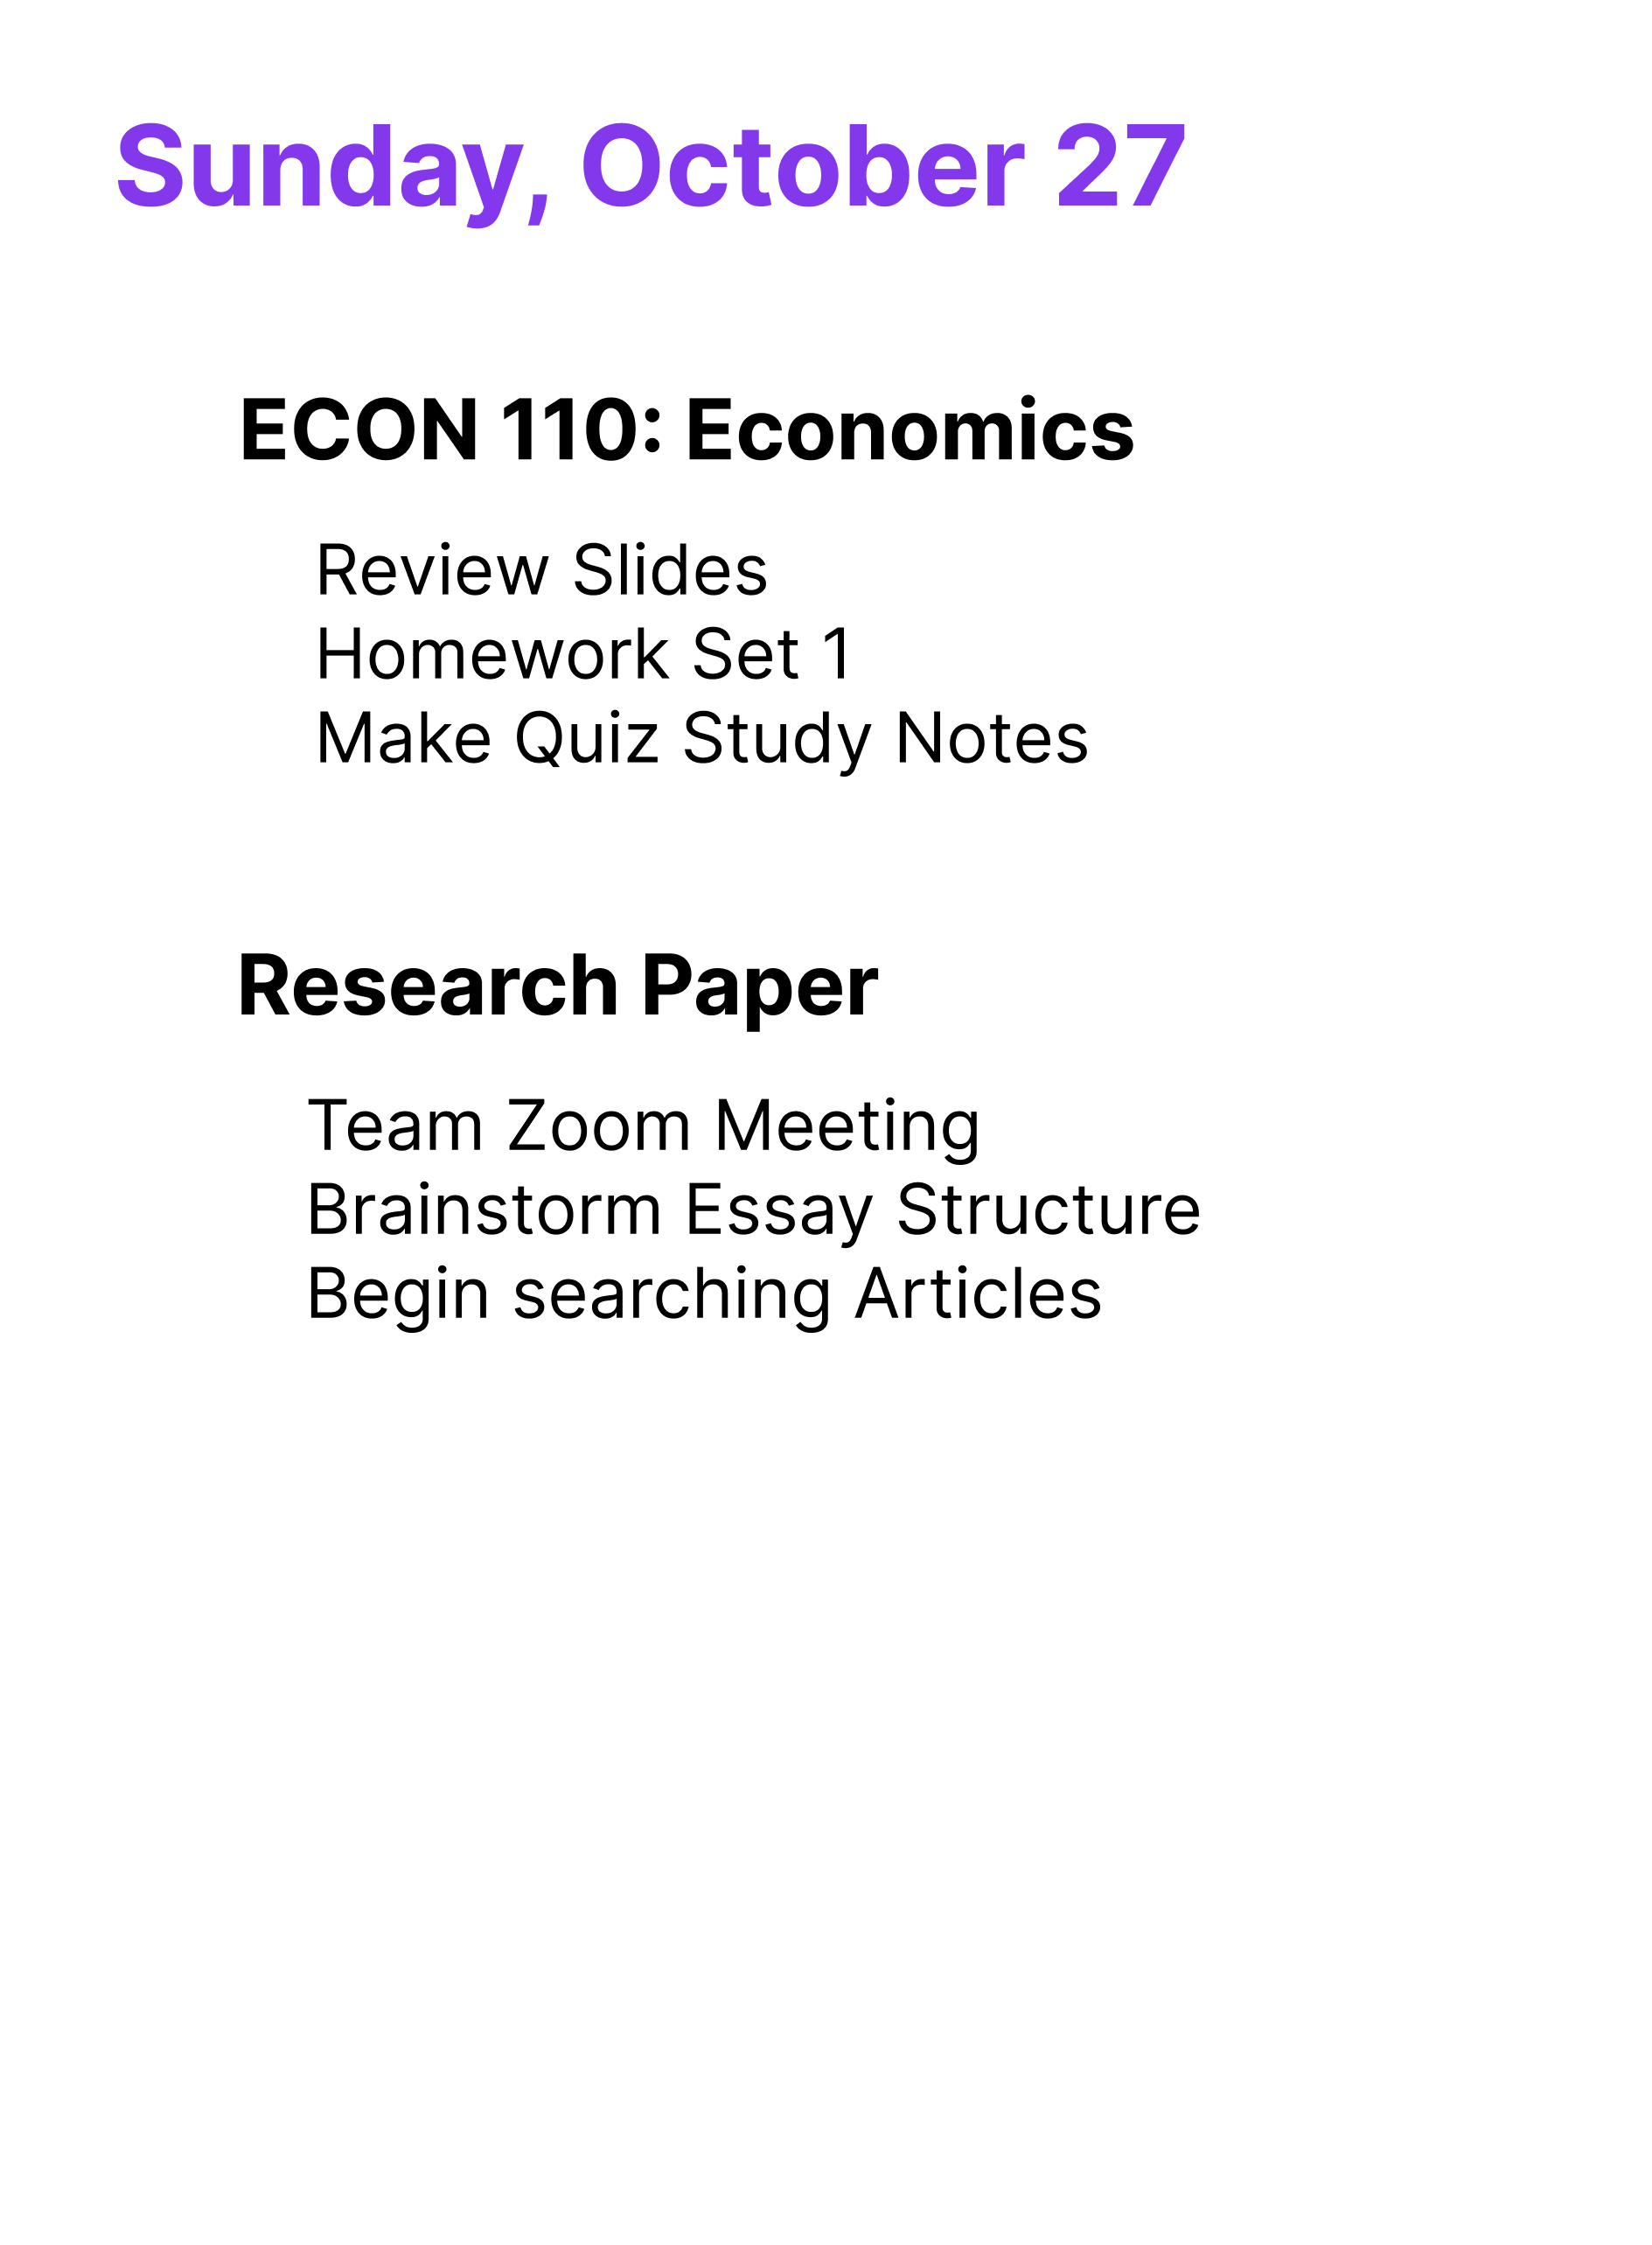 Sunday, October 27
ECON 110: Economics
Review Slides
Homework Set 1
Make Quiz Study Notes
Research Paper
Team Zoom Meeting
Brainstorm Essay Structure
Begin searching Articles